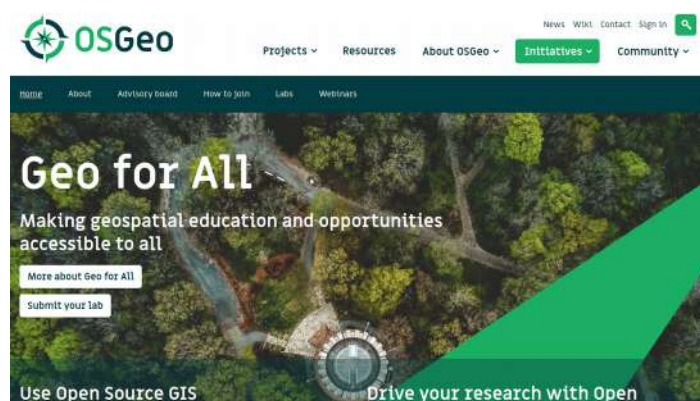 News Wiki Contact Sign in
OSGeo
Projects Resources About OSGeo Initiatives Community
Home About Advisory board How to join Labs Webinars
Geo for All
Making geospatial education and opportunities
accessible to all
More about Geo for All
Submit your lab
Use Open Source GIS
Drive your research with Open